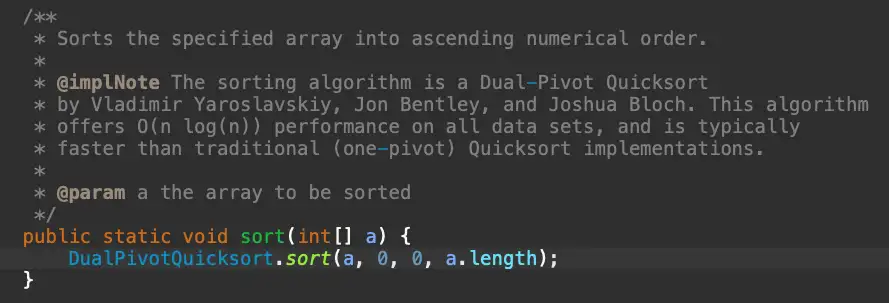 /**
 * Sorts the specified array into ascending numerical order.
 *
 * @implNote The sorting algorithm is a Dual-Pivot Quicksort
 * by Vladimir Yaroslavskiy, Jon Bentley, and Joshua Bloch. This algorithm
 * offers O(n log(n)) performance on all data sets, and is typically
 * faster than traditional (one-pivot) Quicksort implementations.
 *
 * @param a the array to be sorted
 */
public static void sort(int[] a) {
    DualPivotQuicksort.sort(a, 0, 0, a.length);
}